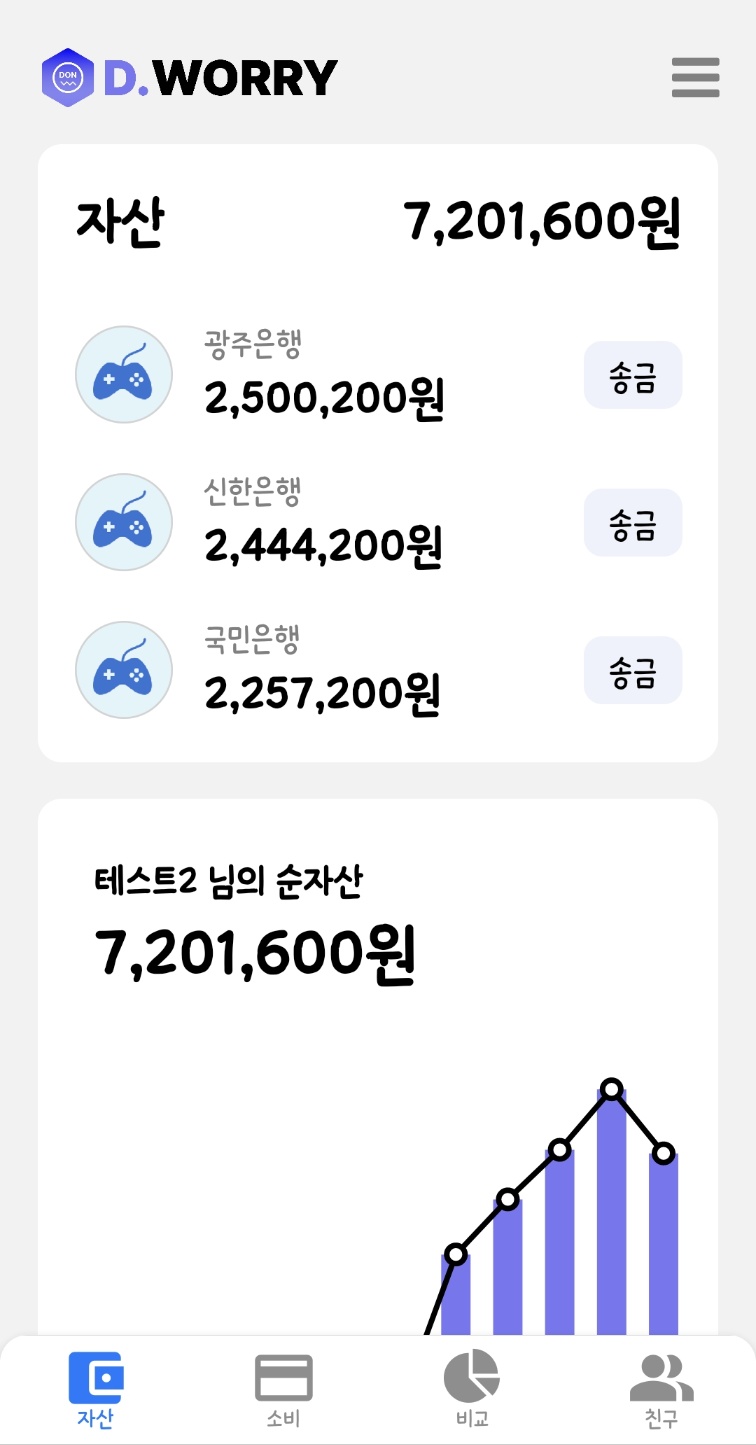 DON
D.WORRY
자산 7,201,600원
광주은행
2,500,200원
송금
신한은행
2,444,200원
송금
국민은행
2,257,200원
송금
테스트2 님의 순자산
7,201,600원
자산 소비 비교 친구